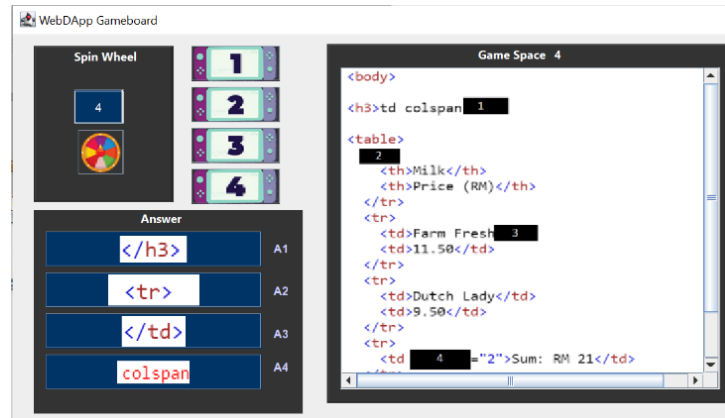 WebDApp Gameboard
Spin Wheel
4
1
2
3
4
Answer
</h3> A1
<tr> A2
</td> A3
colspan A4
Game Space 4
<body>
<h3>td colspan 1
<table>
2
<th>Milk</th>
<th>Price (RM)</th>
</tr>
<tr>
<td>Farm Fresh 3
<td>11.50</td>
</tr>
<tr>
<td>Dutch Lady</td>
<td>9.50</td>
</tr>
<tr>
<td 4 ="2">Sum: RM 21</td>